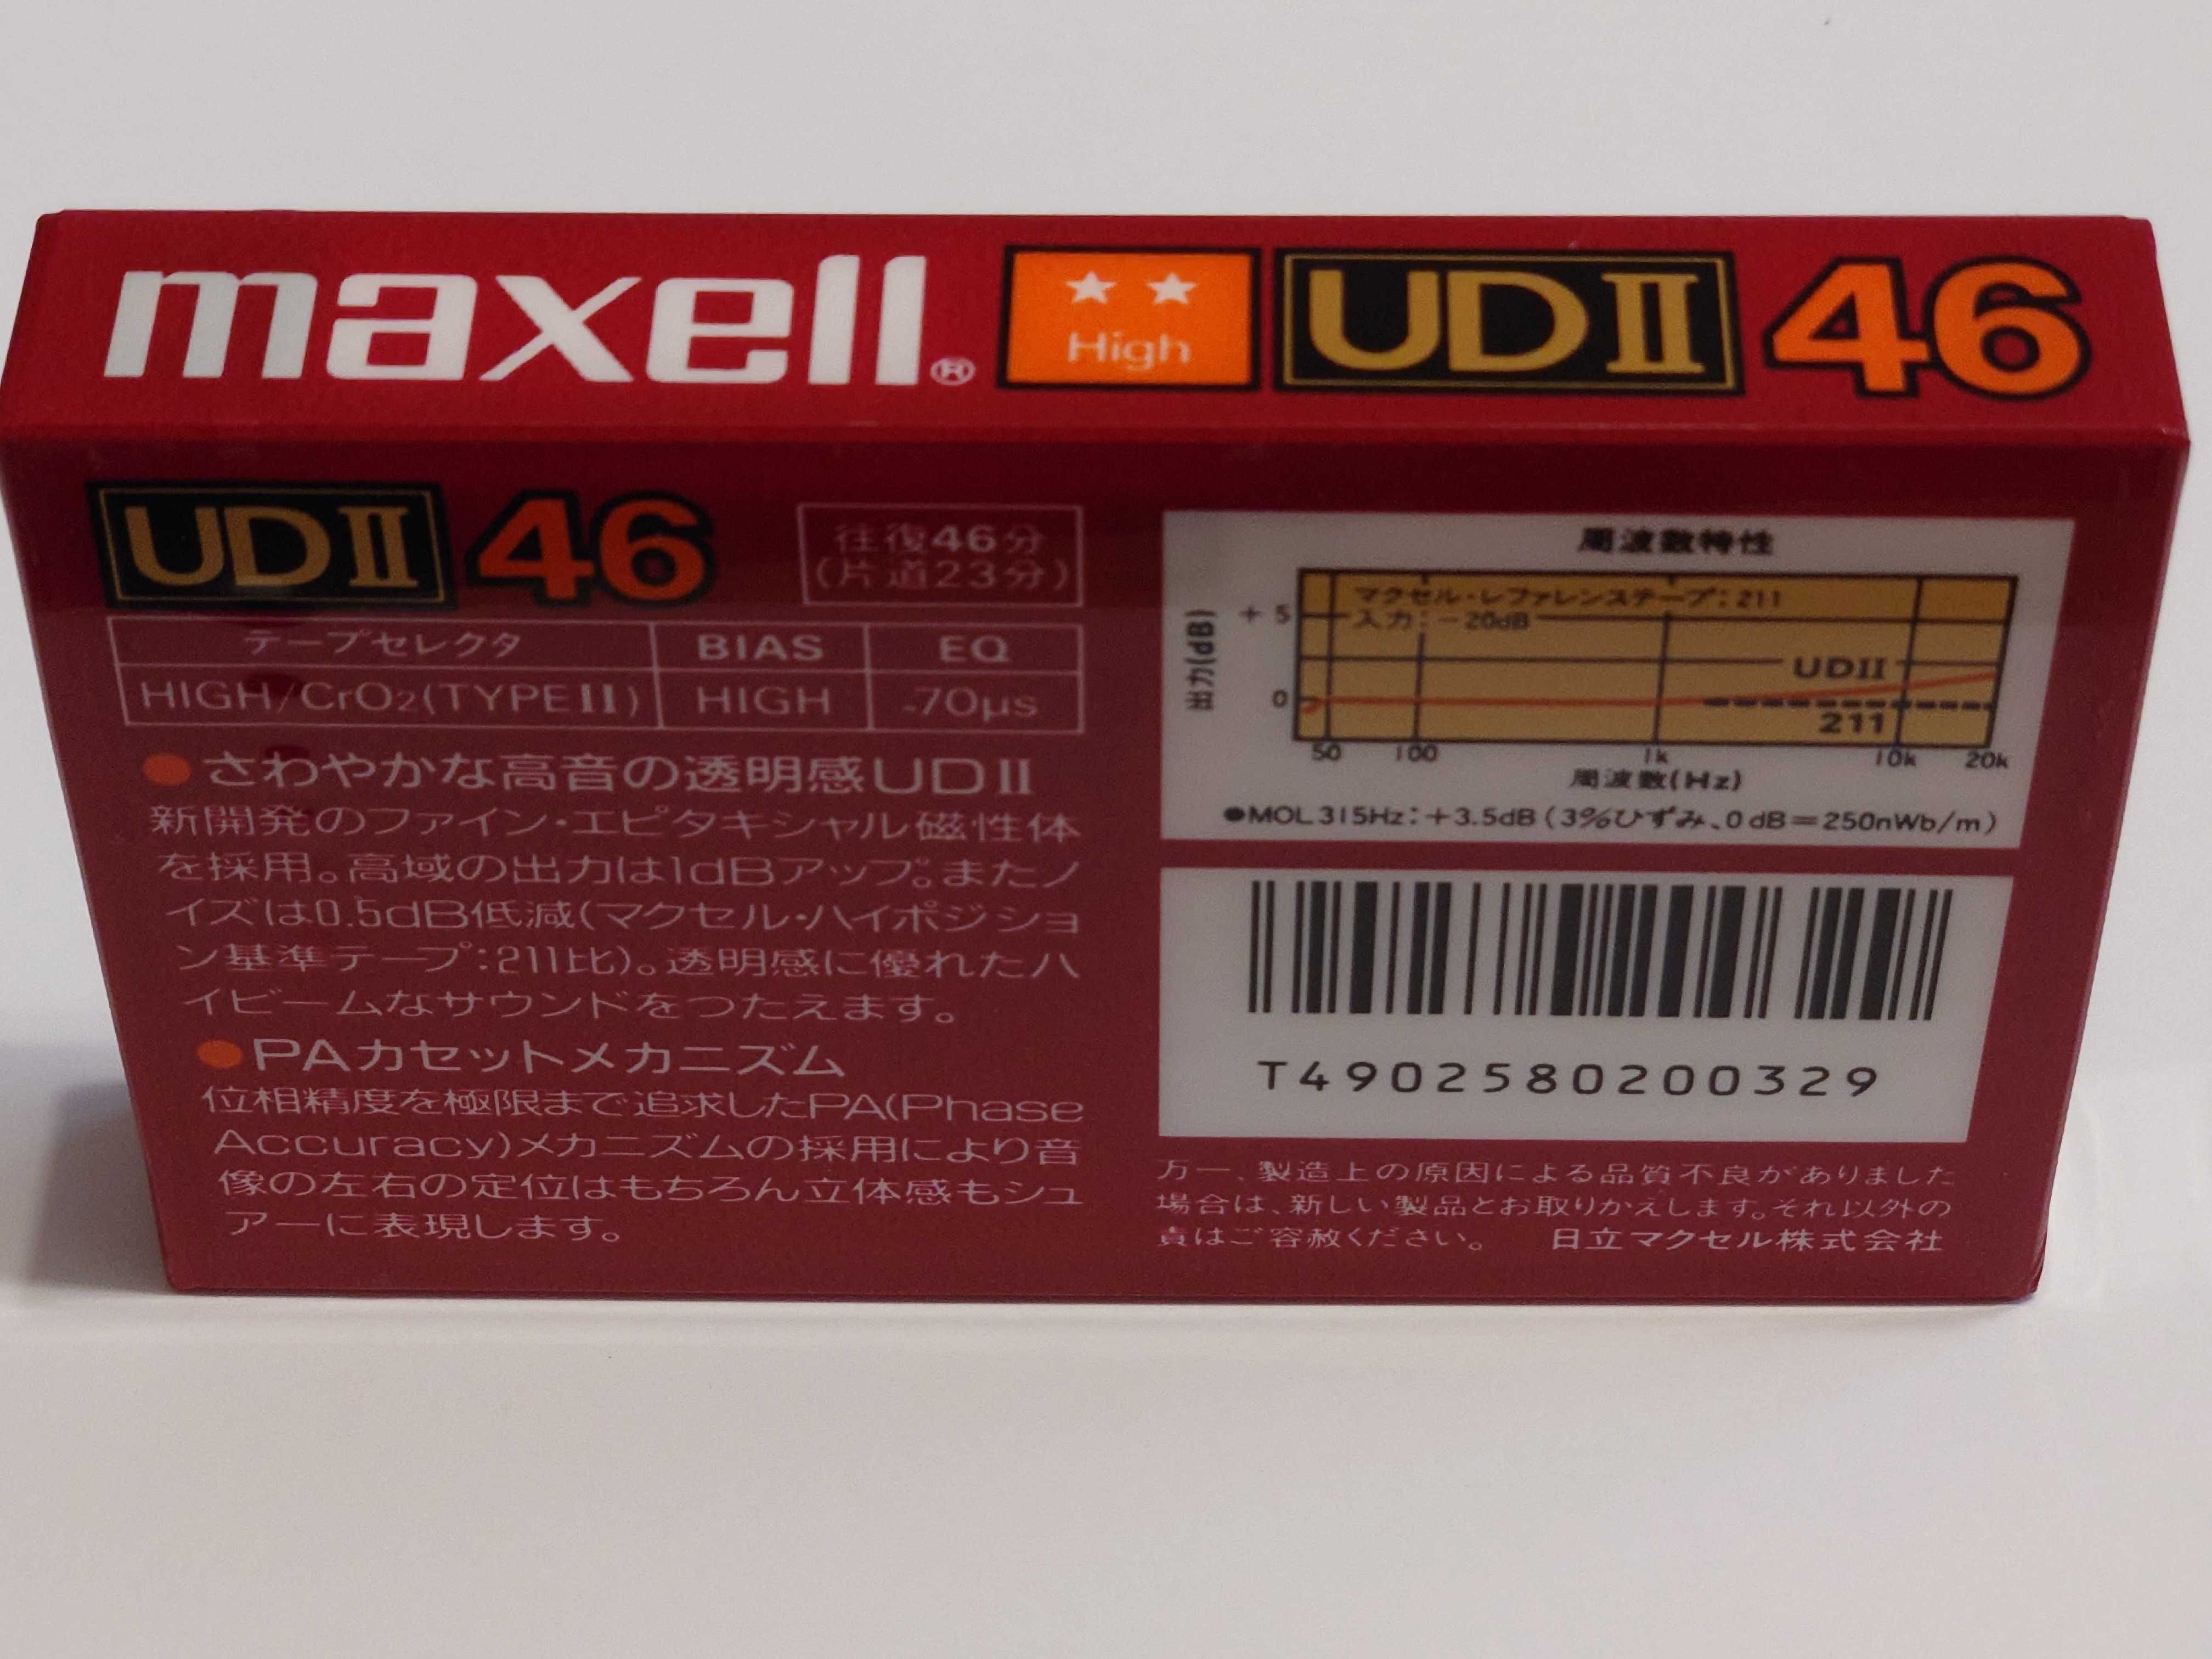 maxell®
★★
High
UDII
46
UDII 46
往復46分
(片道23分)
テープセレクタ BIAS EQ
HIGH/CrO2(TYPEII) HIGH 70μs
●さわやかな高音の透明感UDII
新開発のファイン・エピタキシャル磁性体
を採用。高域の出力は1dBアップ。またノ
イズは0.5dB低減(マクセル・ハイポジショ
ン基準テープ:211比)。透明感に優れたハ
イビームなサウンドをつたえます。
●PAカセットメカニズム
位相精度を極限まで追求したPA(Phase
Accuracy)メカニズムの採用により音
像の左右の定位はもちろん立体感もシュ
アーに表現します。
周波数特性
マクセル・レファレンステープ:211
入力:-20dB
出力(dB)
+5
0
UDII
211
50 100 1k 10k 20k
周波数(Hz)
●MOL315Hz:+3.5dB(3%ひずみ、0dB=250nWb/m)
T4902580200329
万一、製造上の原因による品質不良がありました
場合は、新しい製品とお取りかえします。それ以外の
責はご容赦ください。 日立マクセル株式会社